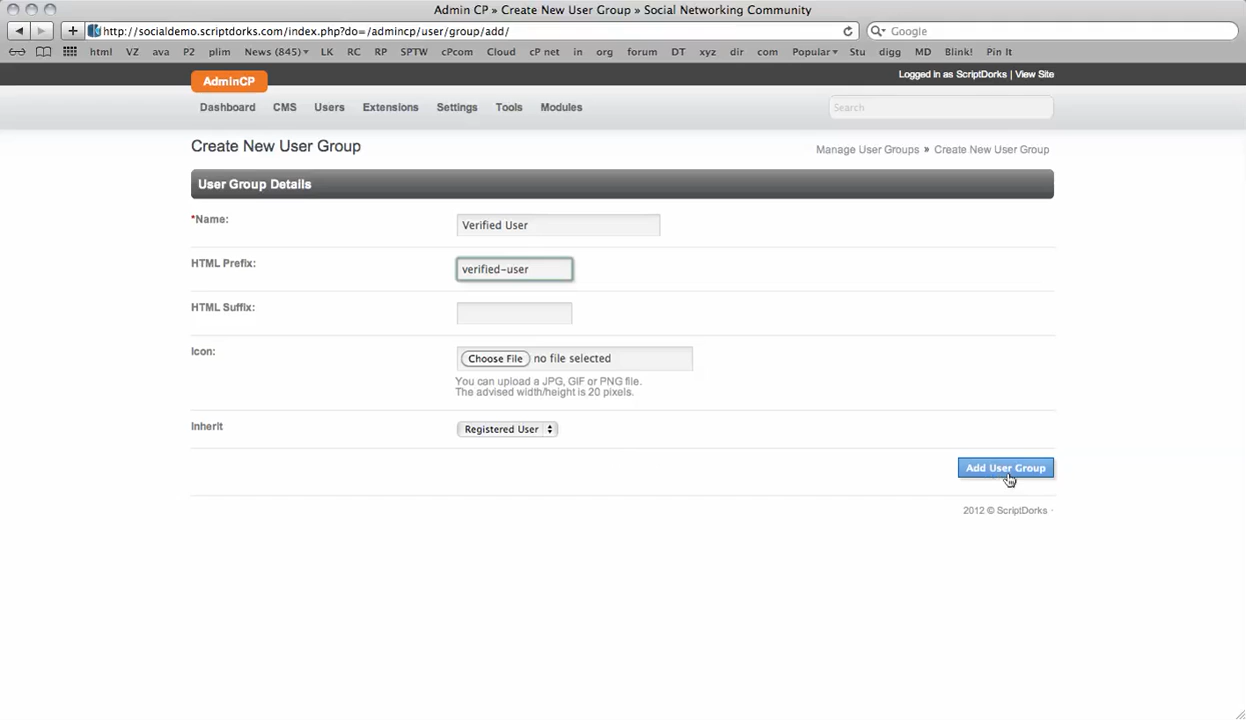 Admin CP » Create New User Group » Social Networking Community
http://socialdemo.scriptdorks.com/index.php?do=/admincp/user/group/add/
Google
html VZ ava P2 plim News (845) LK RC RP SPTW cPcom Cloud cP net in org forum DT xyz dir com Popular Stu digg MD Blink! Pin It
AdminCP
Logged in as ScriptDorks | View Site
Dashboard CMS Users Extensions Settings Tools Modules
Search
Create New User Group
Manage User Groups » Create New User Group
User Group Details
*Name:
Verified User
HTML Prefix:
verified-user
HTML Suffix:
Icon:
Choose File no file selected
You can upload a JPG, GIF or PNG file.
The advised width/height is 20 pixels.
Inherit
Registered User
Add User Group
2012 © ScriptDorks ·